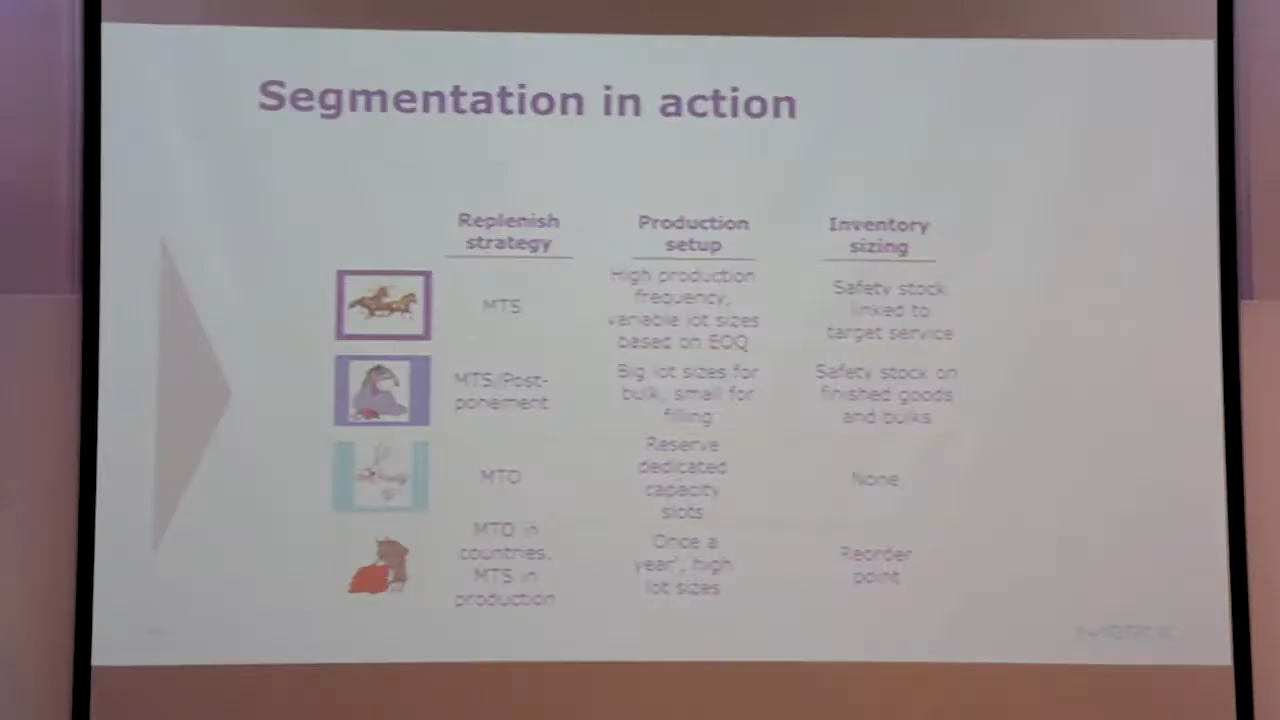 Segmentation in action
Replenish
strategy
Production
setup
Inventory
sizing
MTS
High production
frequency,
variable lot sizes
based on EOQ
Safety stock
linked to
target service
MTS/Post-
ponement
Big lot sizes for
bulk, small for
filling
Safety stock on
finished goods
and bulks
MTO
Reserve
dedicated
capacity
slots
None
MTO in
countries,
MTS in
production
'Once a
year', high
lot sizes
Reorder
point